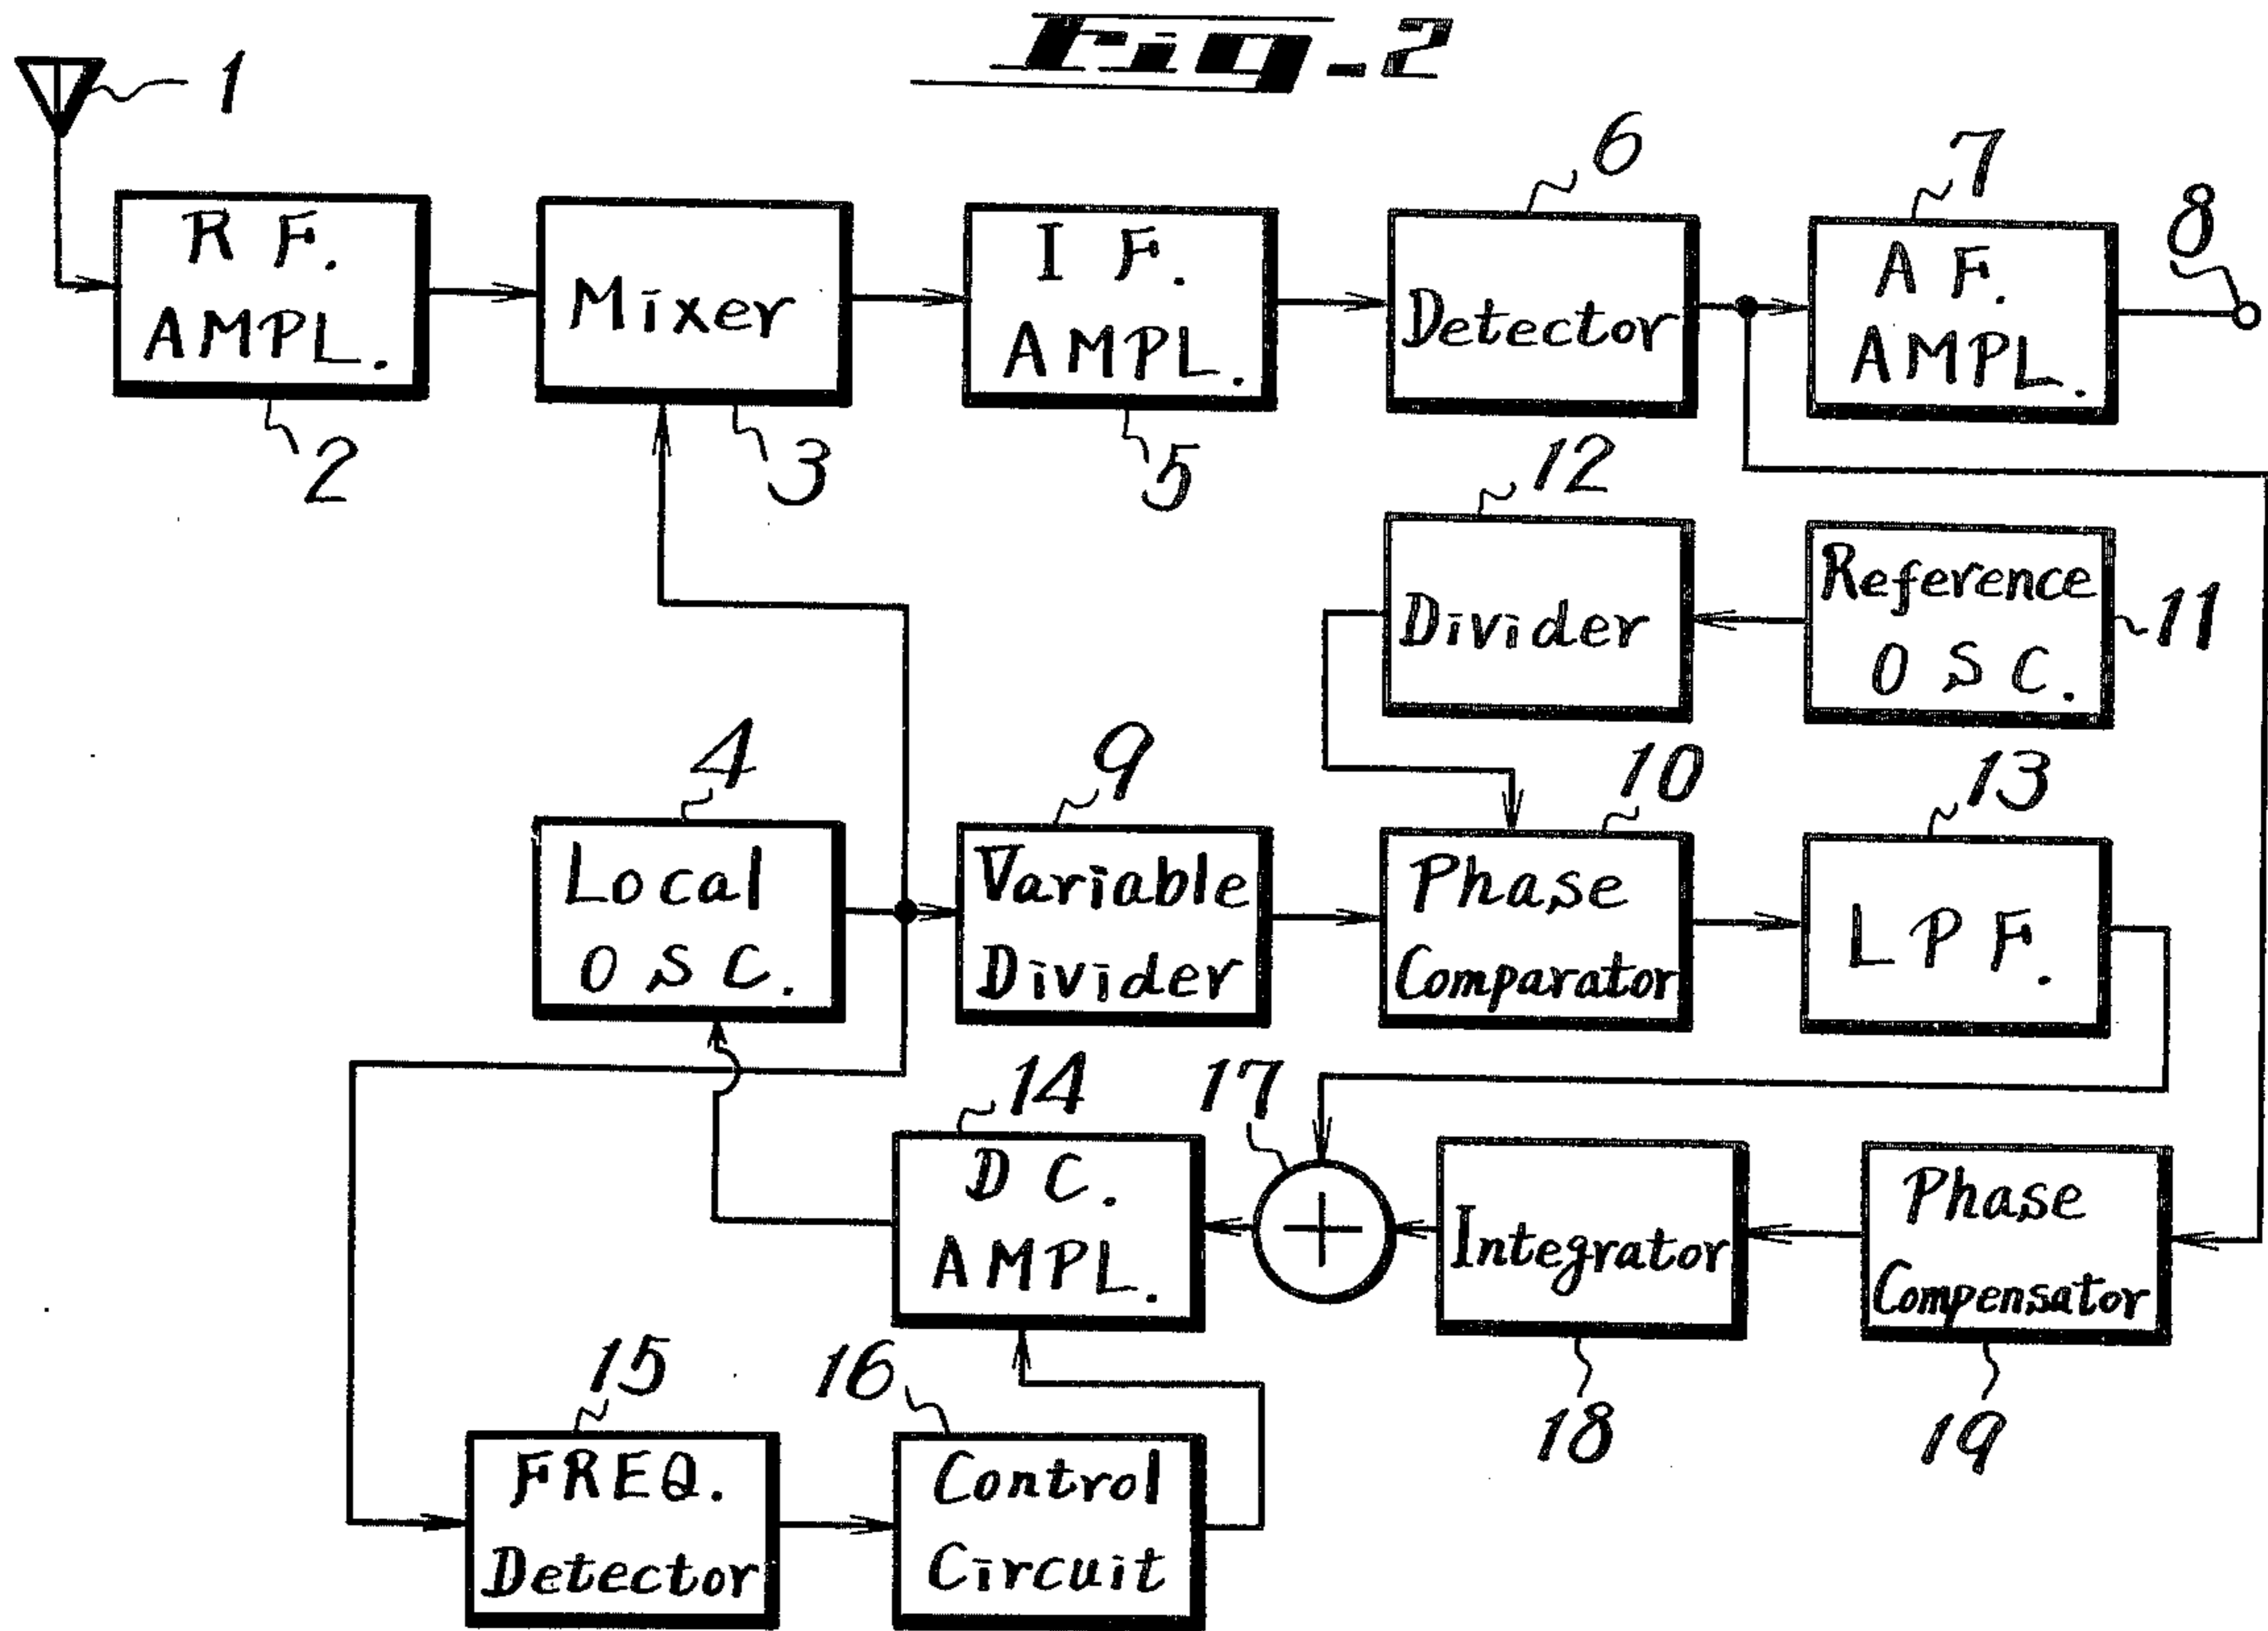 Fig-2
1
6
7
8
R F.
AMPL.
Mixer
I F.
AMPL.
Detector
A F.
AMPL.
2
3
5
12
Divider
Reference
O S C.
11
4
9
10
13
Local
O S C.
Variable
Divider
Phase
Comparator
L P F.
14
17
D C.
AMPL.
+
Integrator
Phase
Compensator
15
16
18
19
FREQ.
Detector
Control
Circuit